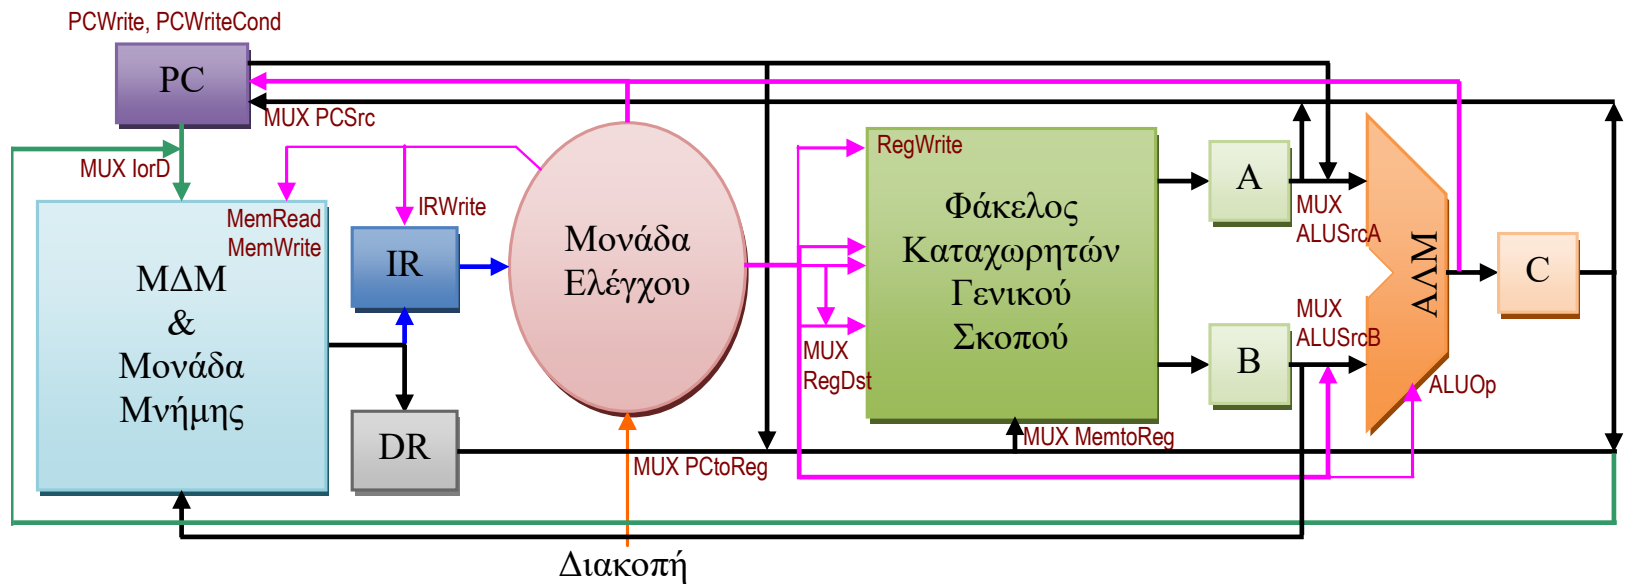 PCWrite, PCWriteCond
PC
MUX PCSrc
MUX IorD
MemRead
MemWrite
ΜΔΜ
&
Μονάδα
Μνήμης
IRWrite
IR
DR
Μονάδα
Ελέγχου
Διακοπή
MUX PCtoReg
RegWrite
MUX
RegDst
Φάκελος
Καταχωρητών
Γενικού
Σκοπού
MUX MemtoReg
A
B
MUX
ALUSrcA
MUX
ALUSrcB
ΑΛΜ
ALUOp
C